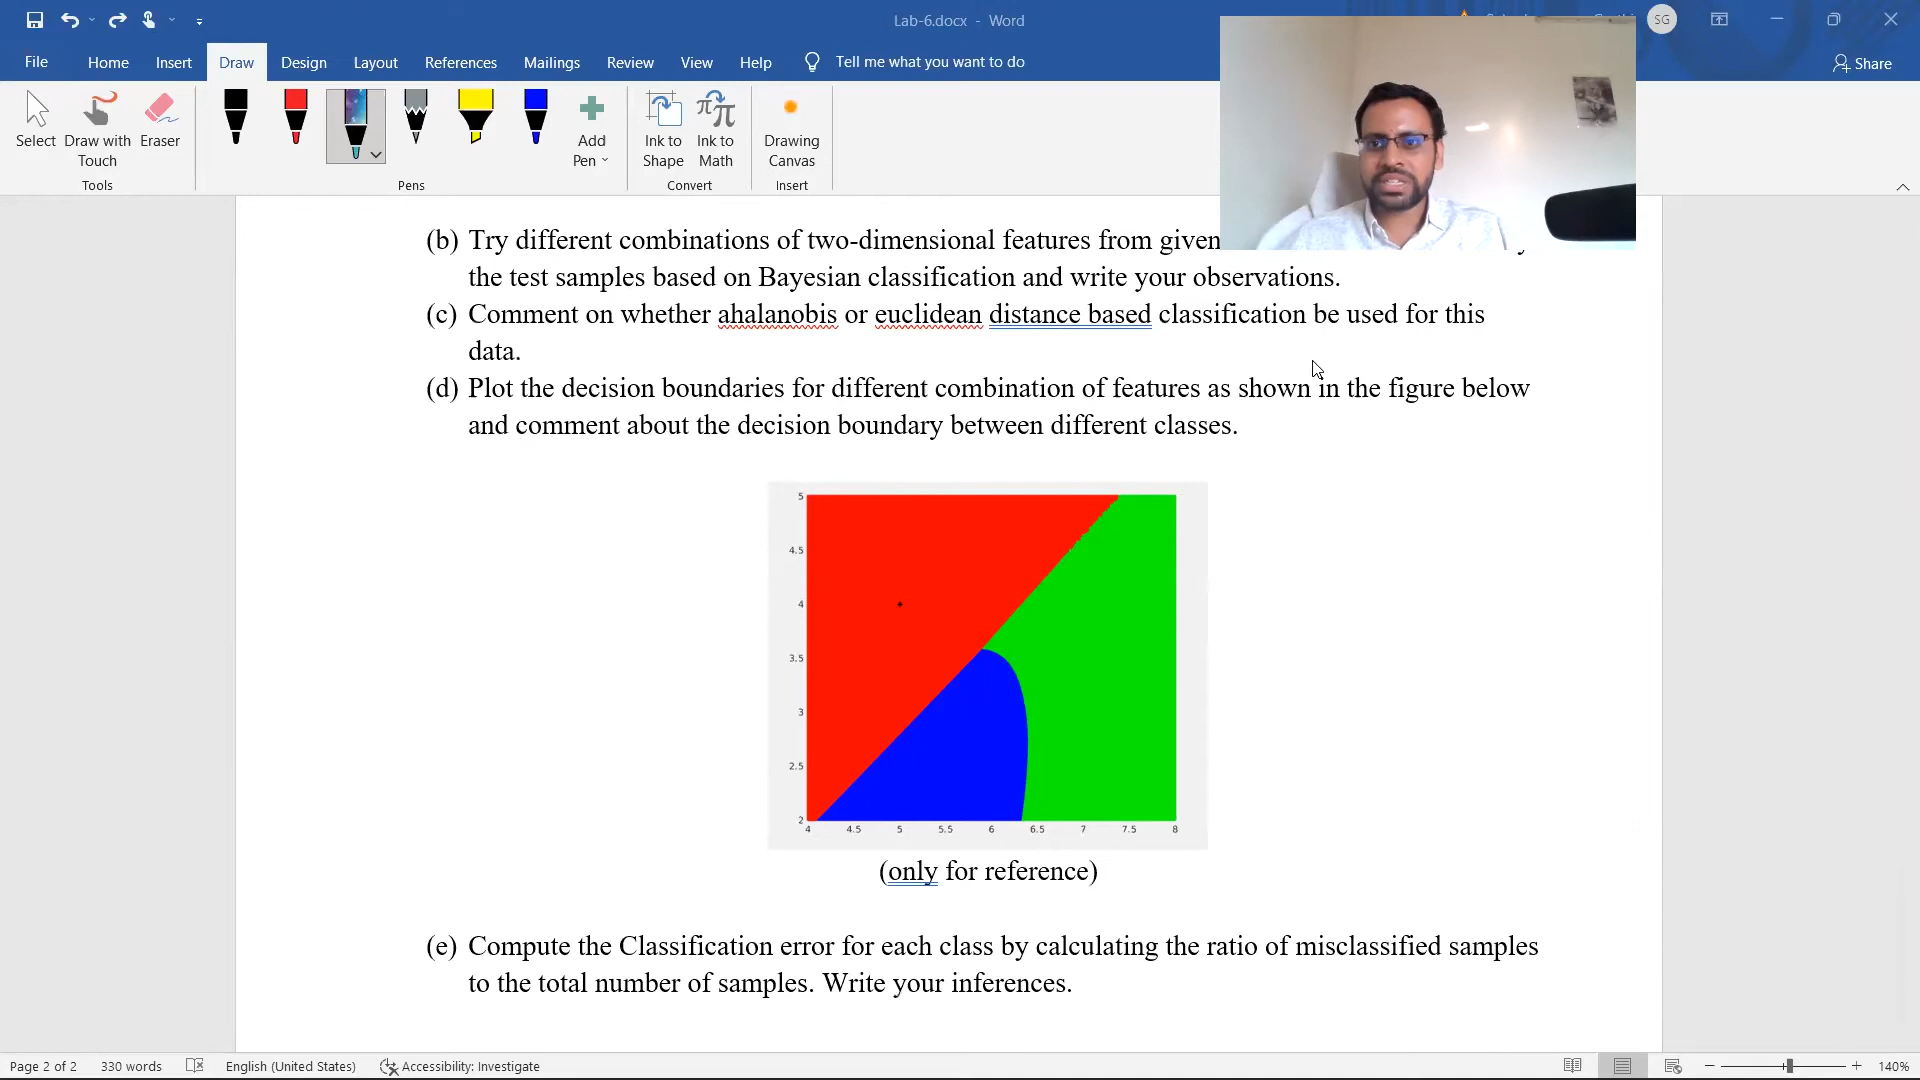 Lab-6.docx - Word
SG
File Home Insert Draw Design Layout References Mailings Review View Help Tell me what you want to do Share
Select Draw with Touch Eraser
Add Pen
Ink to Shape Ink to Math Drawing Canvas
Tools Pens Convert Insert
(b) Try different combinations of two-dimensional features from given
the test samples based on Bayesian classification and write your observations.
(c) Comment on whether ahalanobis or euclidean distance based classification be used for this
data.
(d) Plot the decision boundaries for different combination of features as shown in the figure below
and comment about the decision boundary between different classes.
5
4.5
4
3.5
3
2.5
2
4 4.5 5 5.5 6 6.5 7 7.5 8
(only for reference)
(e) Compute the Classification error for each class by calculating the ratio of misclassified samples
to the total number of samples. Write your inferences.
Page 2 of 2 330 words English (United States) Accessibility: Investigate 140%